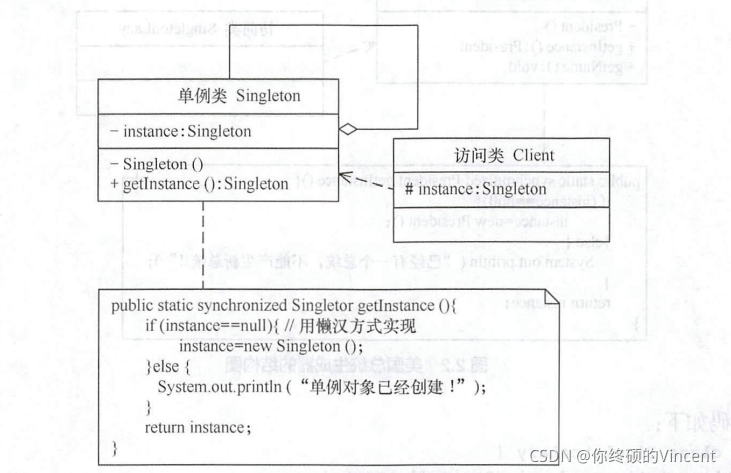 单例类 Singleton
- instance:Singleton
- Singleton ()
+ getInstance ():Singleton
访问类 Client
# instance:Singleton
public static synchronized Singletor getInstance (){
if (instance==null){ // 用懒汉方式实现
instance=new Singleton ();
}else {
System.out.println (“单例对象已经创建！”);
}
return instance;
}
CSDN @你终硕的Vincent